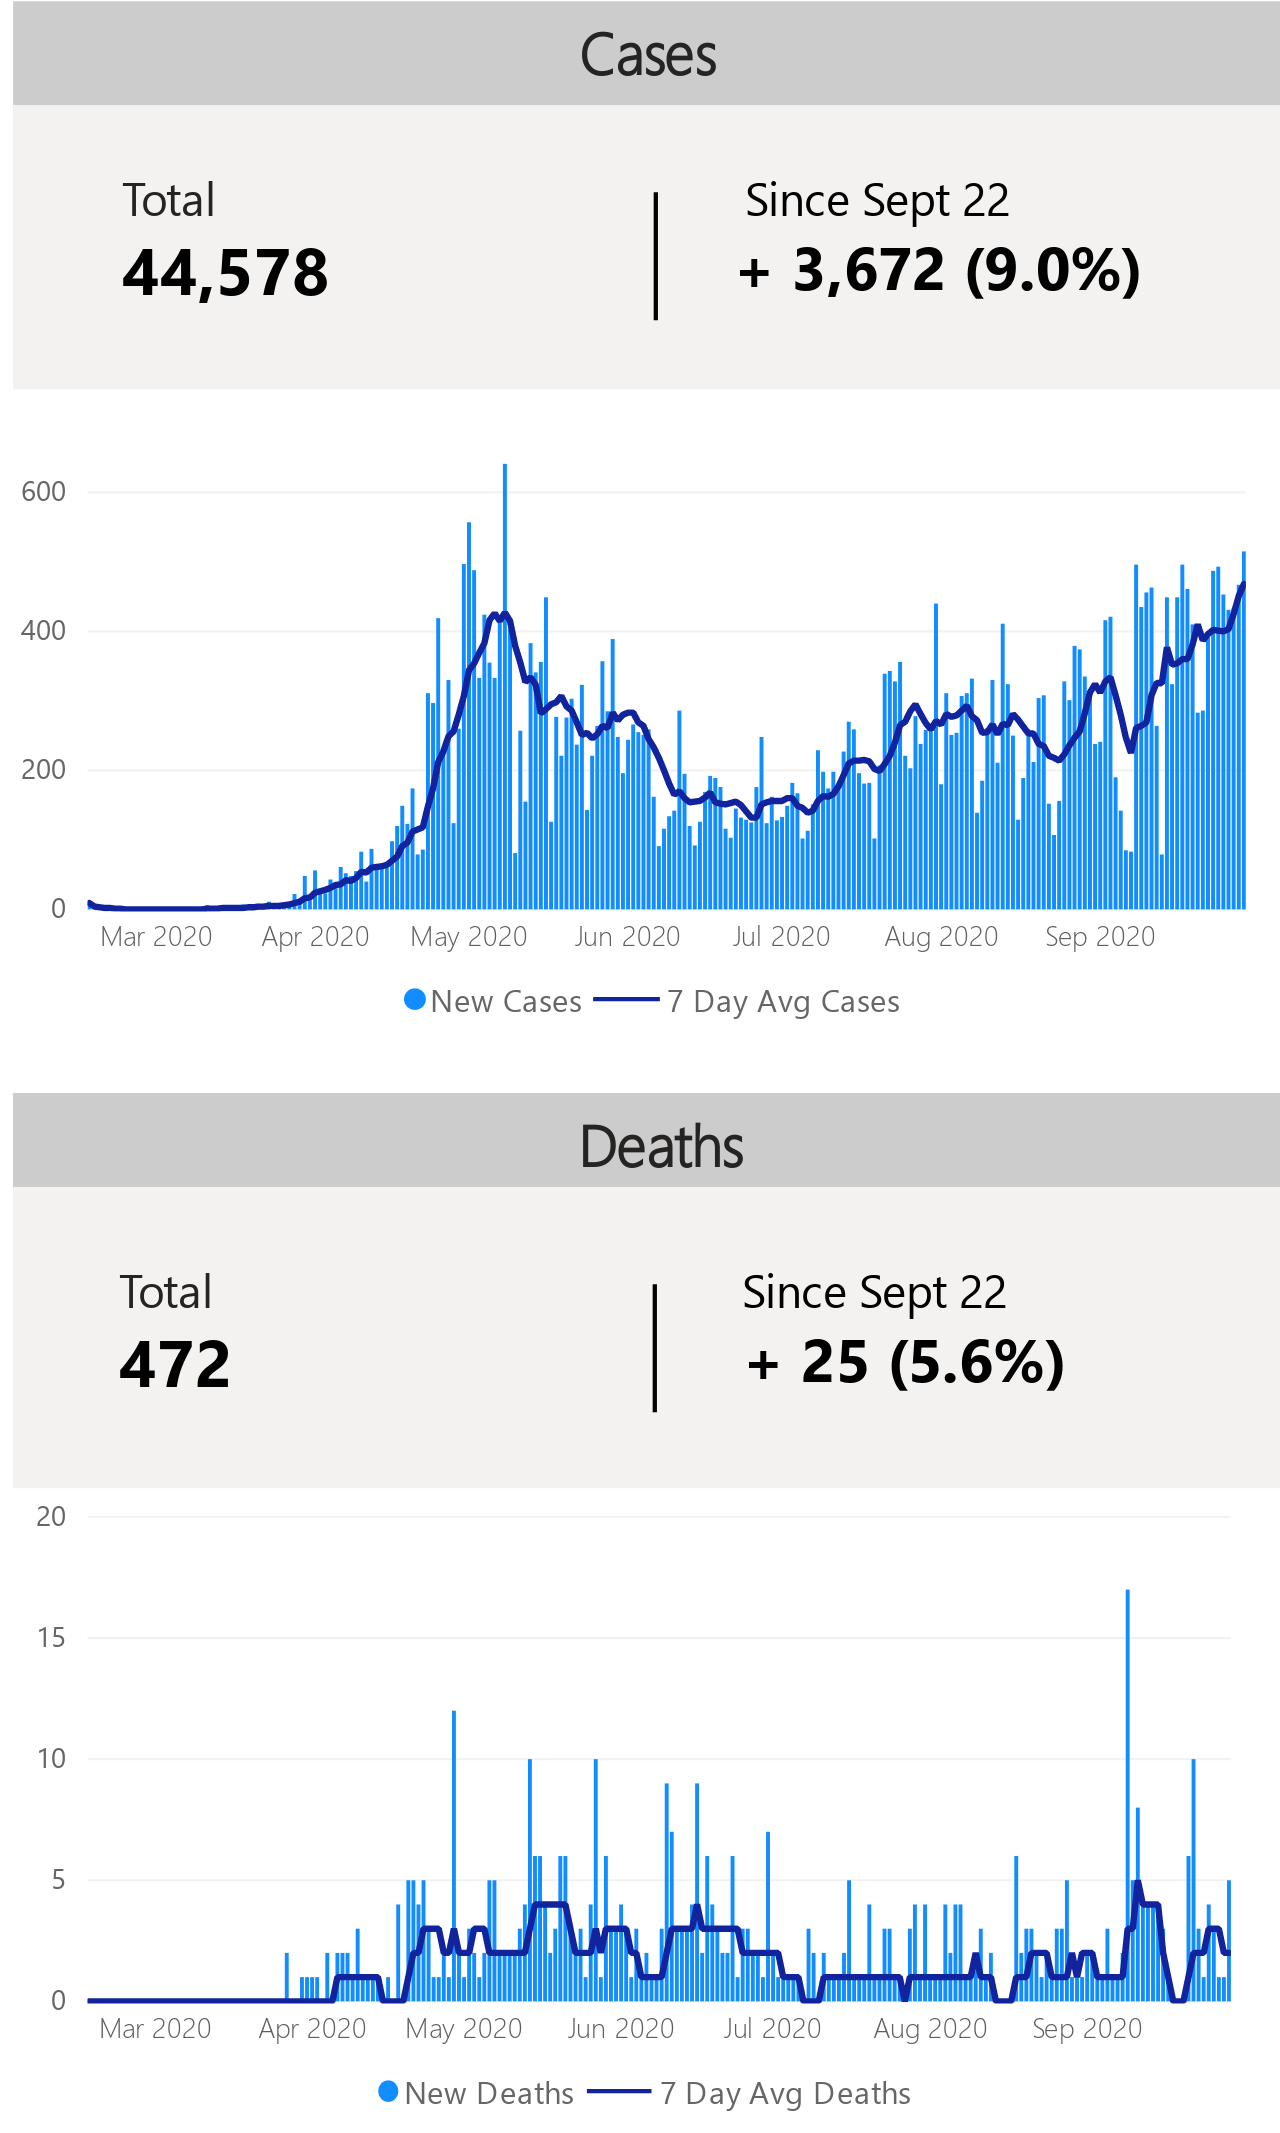 Cases
Total
Since Sept 22
44,578
+ 3,672 (9.0%)
600
400
200
0
Mar 2020 Apr 2020 May 2020 Jun 2020 Jul 2020 Aug 2020 Sep 2020
New Cases 7 Day Avg Cases
Deaths
Total
Since Sept 22
472
+ 25 (5.6%)
20
15
10
5
0
Mar 2020 Apr 2020 May 2020 Jun 2020 Jul 2020 Aug 2020 Sep 2020
New Deaths 7 Day Avg Deaths